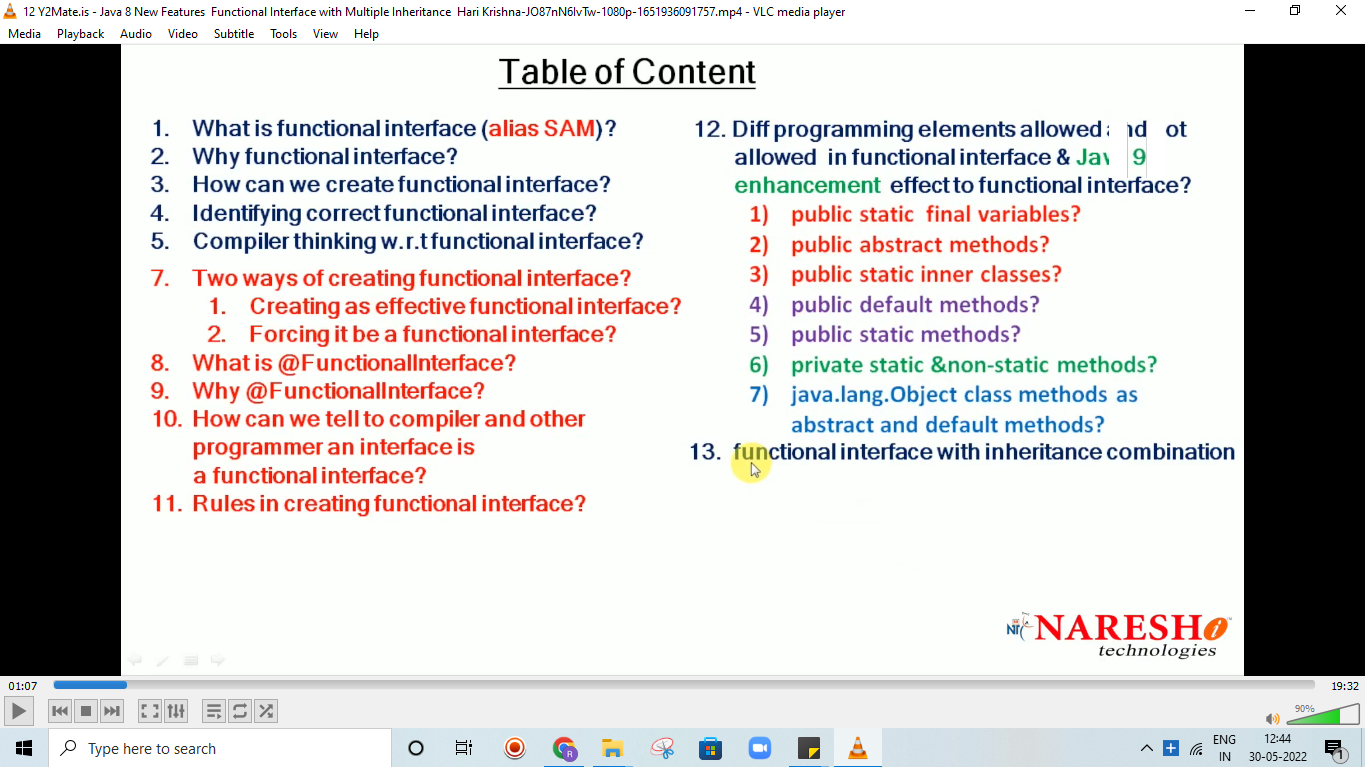 12 Y2Mate.is - Java 8 New Features Functional Interface with Multiple Inheritance Hari Krishna-JO87nN6lvTw-1080p-1651936091757.mp4 - VLC media player
Media Playback Audio Video Subtitle Tools View Help
Table of Content
1. What is functional interface (alias SAM)?
2. Why functional interface?
3. How can we create functional interface?
4. Identifying correct functional interface?
5. Compiler thinking w.r.t functional interface?
7. Two ways of creating functional interface?
1. Creating as effective functional interface?
2. Forcing it be a functional interface?
8. What is @FunctionalInterface?
9. Why @FunctionalInterface?
10. How can we tell to compiler and other
programmer an interface is
a functional interface?
11. Rules in creating functional interface?
12. Diff programming elements allowed
allowed in functional interface & 9
enhancement effect to functional interface?
1) public static final variables?
2) public abstract methods?
3) public static inner classes?
4) public default methods?
5) public static methods?
6) private static &non-static methods?
7) java.lang.Object class methods as
abstract and default methods?
13. functional interface with inheritance combination
NT NARESH i
technologies
01:07
19:32
90%
Type here to search
R
ENG
IN
12:44
30-05-2022
1